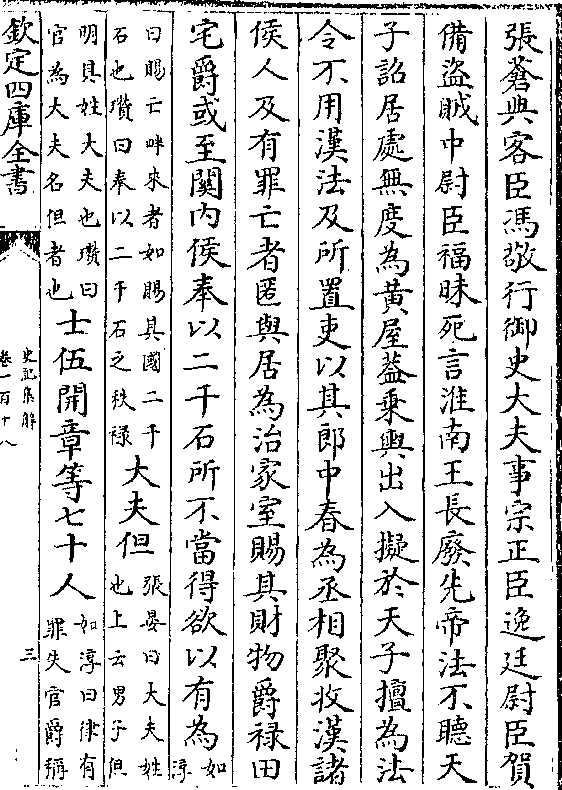 張蒼與客臣馮敬行御史大夫事宗正臣逸廷尉臣賀
備盜賊中尉臣福昧死言淮南王長廢先帝法不聽天
子詔居處無度為黃屋蓋乗輿出入擬於天子擅為法
令不用漢法及所置吏以其郎中春為丞相聚收漢諸
侯人及有罪亡者匿與居為治家室賜其財物爵禄田
宅爵或至關内侯奉以二千石所不當得欲以有為如淳
曰賜亡畔來者如賜其國二千石也瓚曰奉以二千石之秩禄大夫但張晏曰大夫姓也上云男子但
明其姓大夫也瓚曰官為大夫名但者也士伍開章等七十人如淳曰律有罪失官爵稱
欽定四庫全書
史記集解
卷一百十八
三